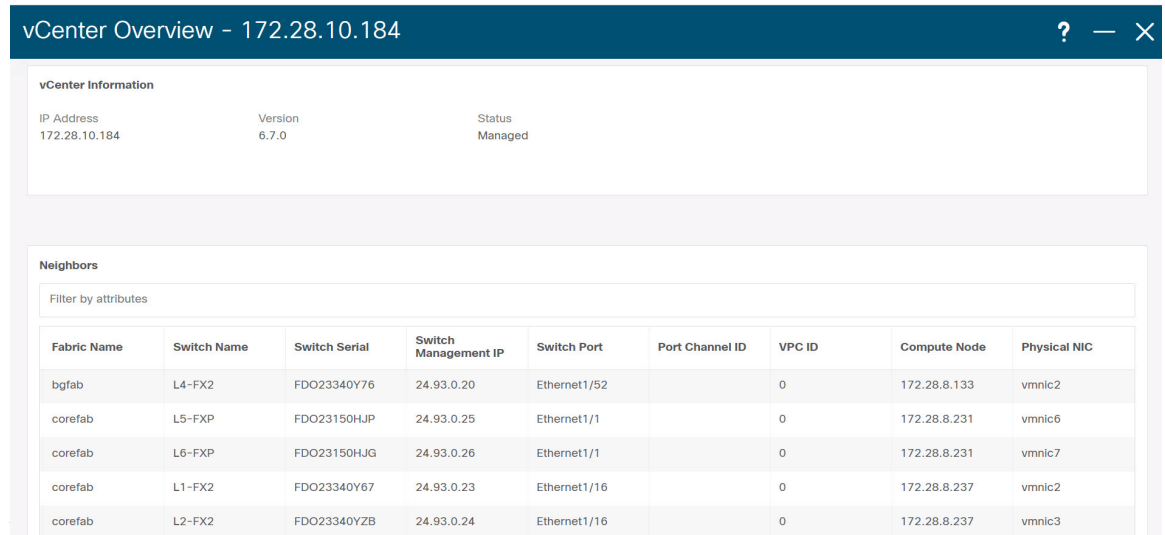 vCenter Overview - 172.28.10.184 ? — ×
vCenter Information
IP Address Version Status
172.28.10.184 6.7.0 Managed
Neighbors
Filter by attributes
Fabric Name Switch Name Switch Serial Switch Management IP Switch Port Port Channel ID VPC ID Compute Node Physical NIC
bgfab L4-FX2 FDO23340Y76 24.93.0.20 Ethernet1/52 0 172.28.8.133 vmnic2
corefab L5-FXP FDO23150HJP 24.93.0.25 Ethernet1/1 0 172.28.8.231 vmnic6
corefab L6-FXP FDO23150HJG 24.93.0.26 Ethernet1/1 0 172.28.8.231 vmnic7
corefab L1-FX2 FDO23340Y67 24.93.0.23 Ethernet1/16 0 172.28.8.237 vmnic2
corefab L2-FX2 FDO23340YZB 24.93.0.24 Ethernet1/16 0 172.28.8.237 vmnic3